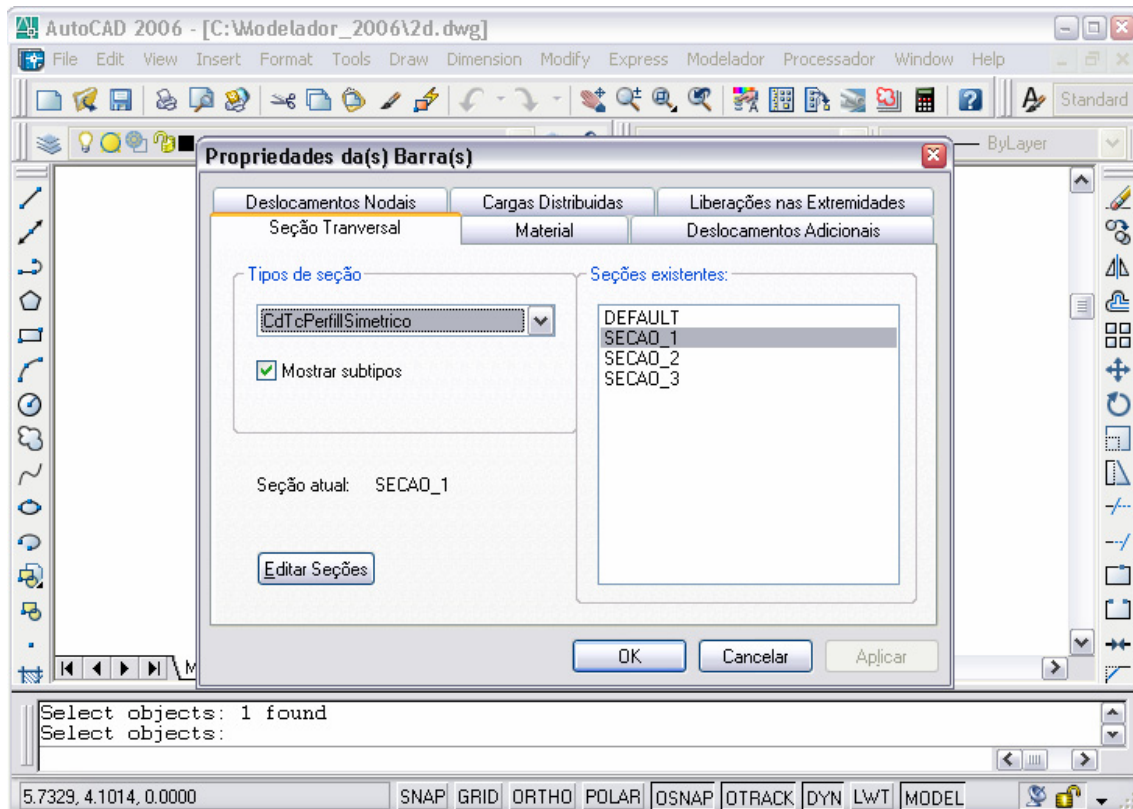 AutoCAD 2006 - [C:\Modelador_2006\2d.dwg]
File Edit View Insert Format Tools Draw Dimension Modify Express Modelador Processador Window Help
Standard
ByLayer
Propriedades da(s) Barra(s)
Deslocamentos Nodais Cargas Distribuidas Liberações nas Extremidades
Seção Tranversal Material Deslocamentos Adicionais
Tipos de seção
CdTcPerfilISimetrico
Mostrar subtipos
Seção atual: SECAO_1
Editar Seções
Seções existentes:
DEFAULT
SECAO_1
SECAO_2
SECAO_3
OK Cancelar Aplicar
M
Select objects: 1 found
Select objects:
5.7329, 4.1014, 0.0000 SNAP GRID ORTHO POLAR OSNAP OTRACK DYN LWT MODEL